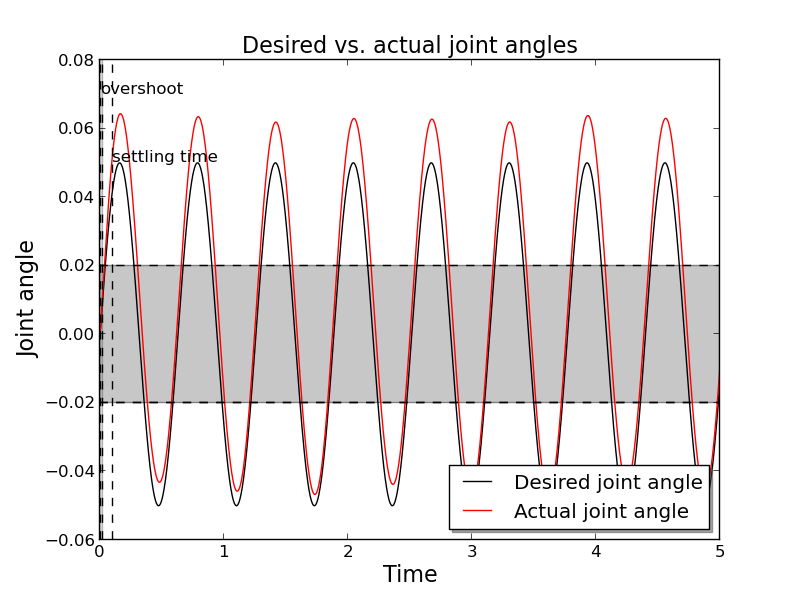 Desired vs. actual joint angles
0.08
overshoot
0.06
settling time
0.04
0.02
0.00
−0.02
−0.04
−0.06
Joint angle
Desired joint angle
Actual joint angle
0 1 2 3 4 5
Time